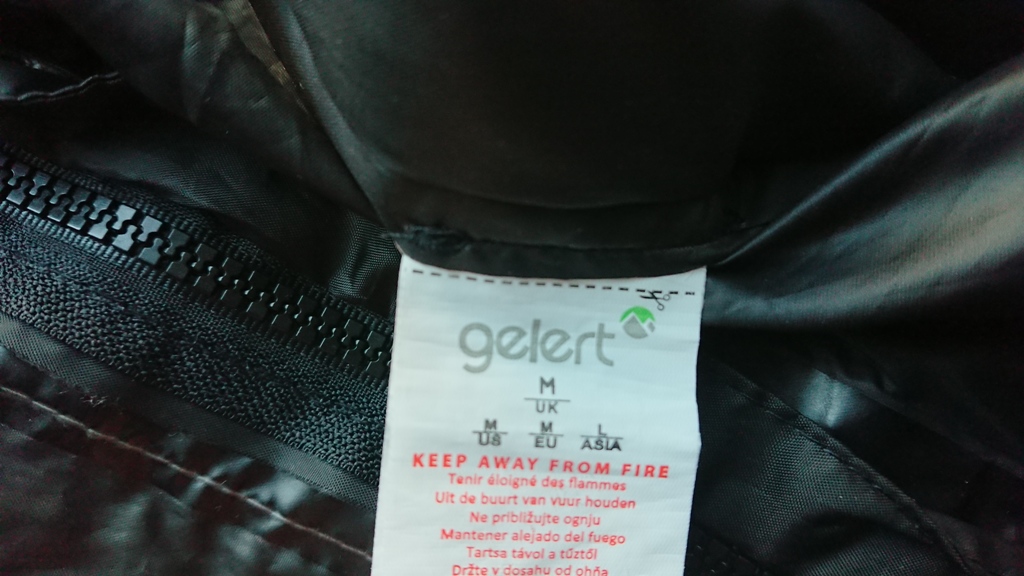 gelert
M
UK
M M L
US EU ASIA
KEEP AWAY FROM FIRE
Tenir éloigné des flammes
Uit de buurt van vuur houden
Ne približujte ognju
Mantener alejado del fuego
Tartsa távol a tűztől
Držte v dosahu od ohňa